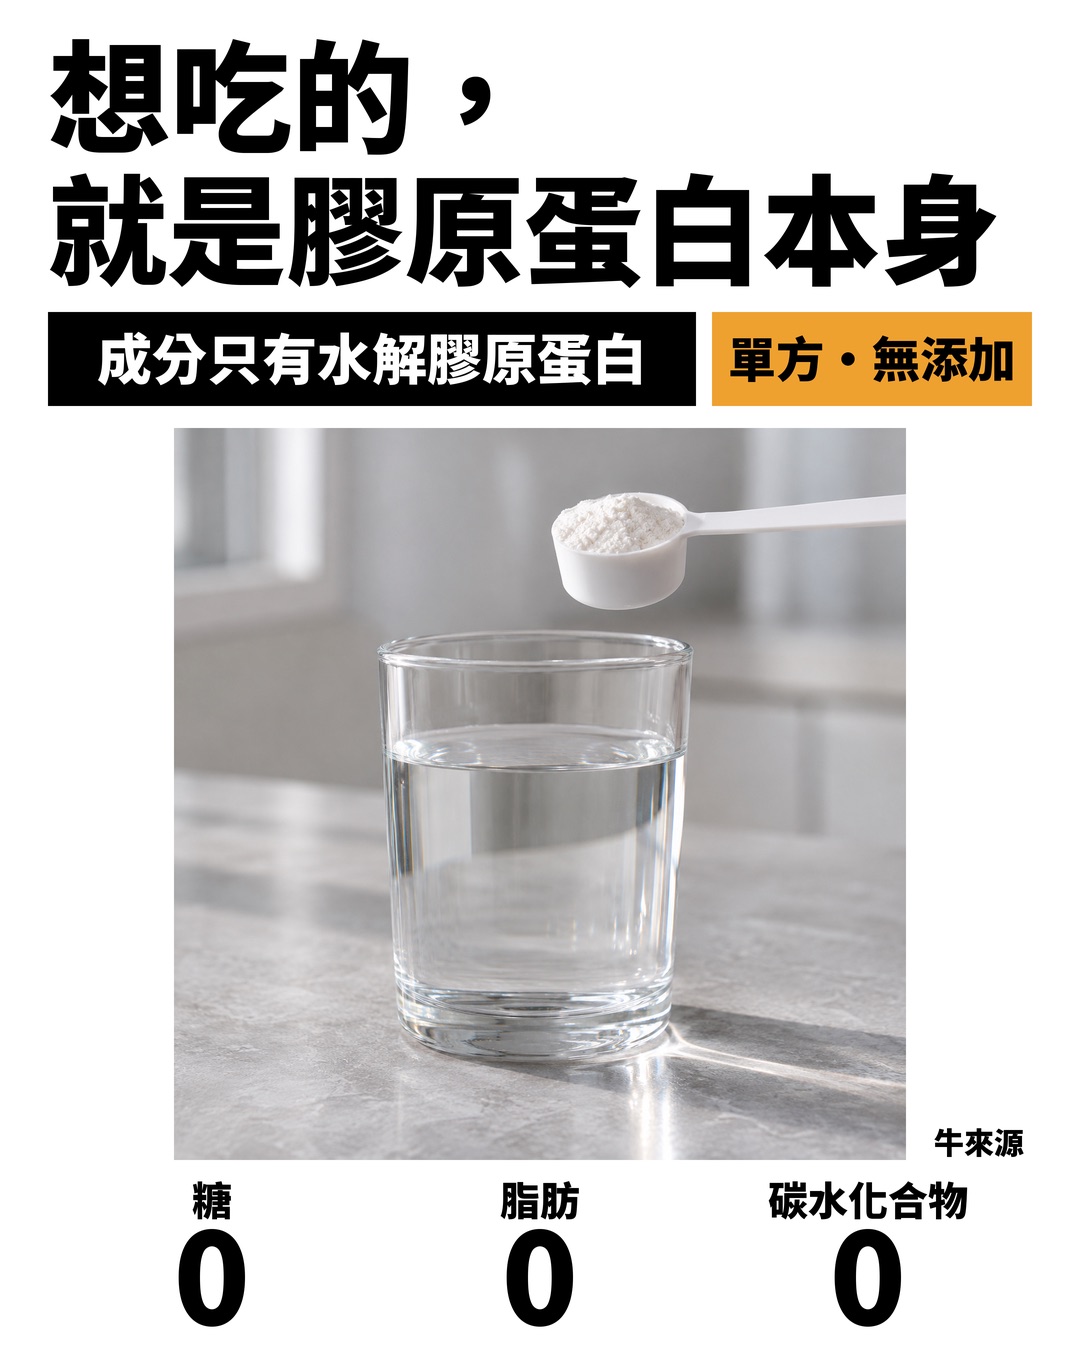 想吃的，
就是膠原蛋白本身
成分只有水解膠原蛋白
單方・無添加
牛來源
糖
0
脂肪
0
碳水化合物
0